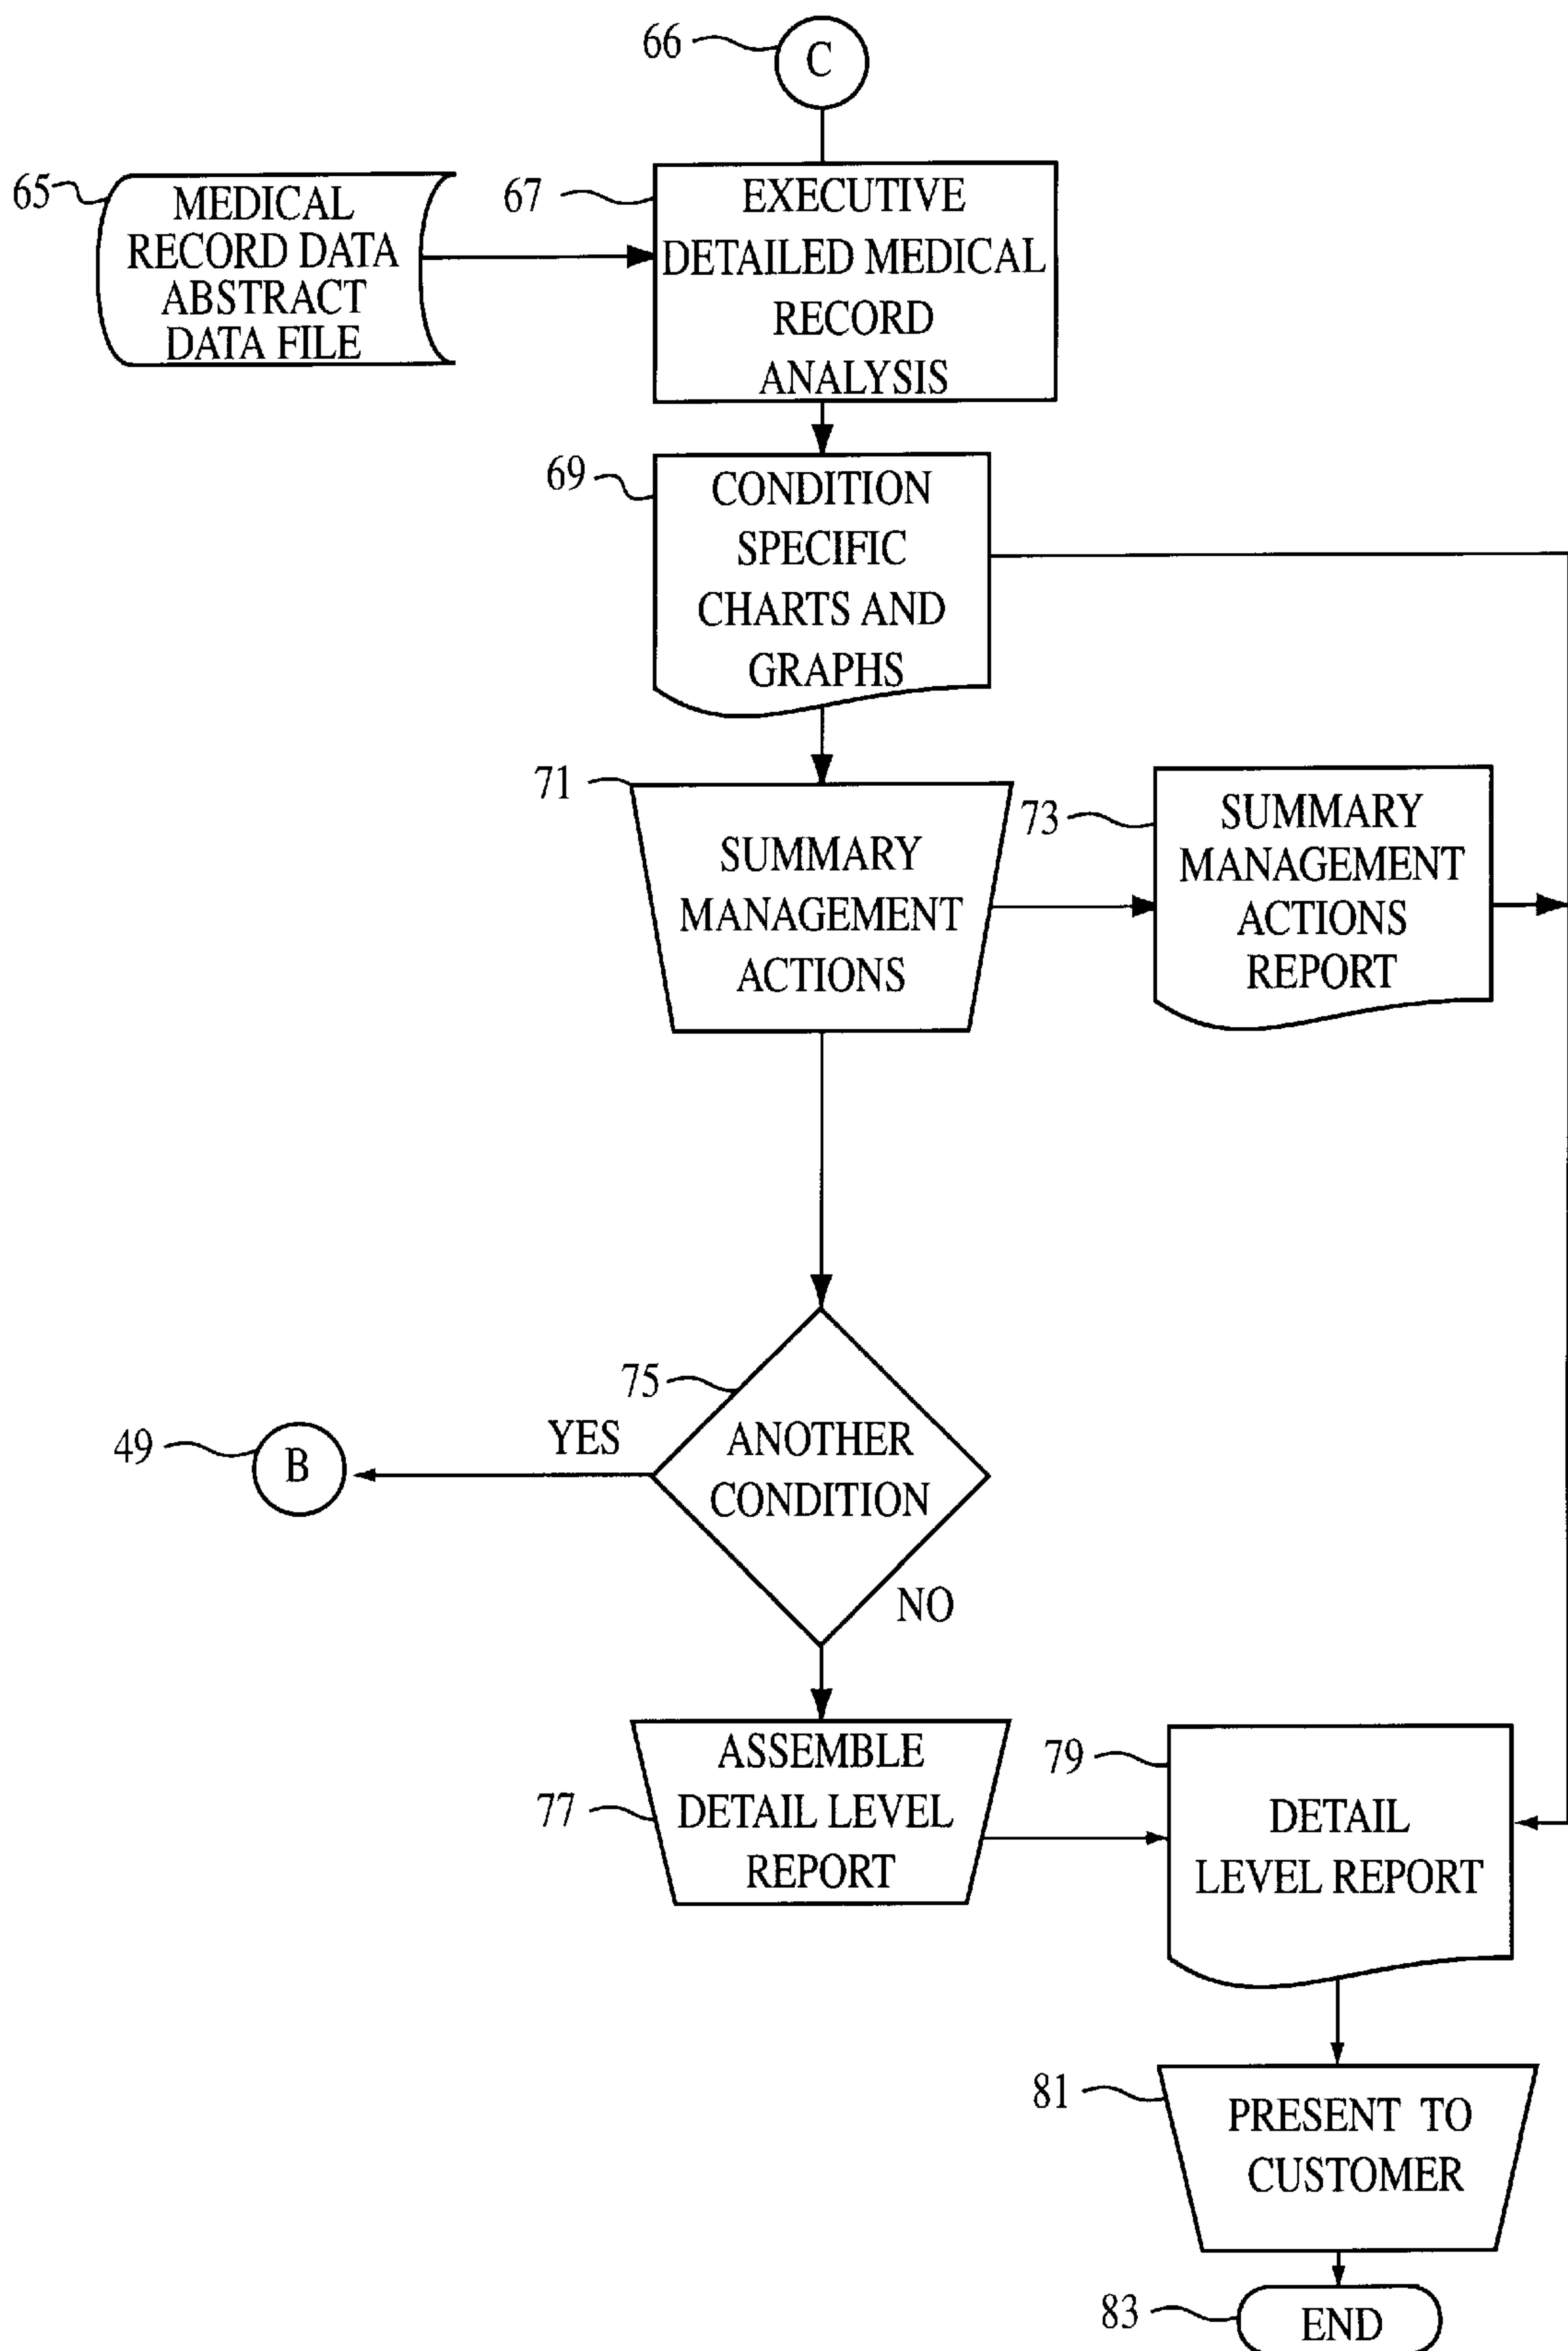 66
C
65
MEDICAL
RECORD DATA
ABSTRACT
DATA FILE
67
EXECUTIVE
DETAILED MEDICAL
RECORD
ANALYSIS
69
CONDITION
SPECIFIC
CHARTS AND
GRAPHS
71
SUMMARY
MANAGEMENT
ACTIONS
73
SUMMARY
MANAGEMENT
ACTIONS
REPORT
75
ANOTHER
CONDITION
YES
49
B
NO
77
ASSEMBLE
DETAIL LEVEL
REPORT
79
DETAIL
LEVEL REPORT
81
PRESENT TO
CUSTOMER
83
END